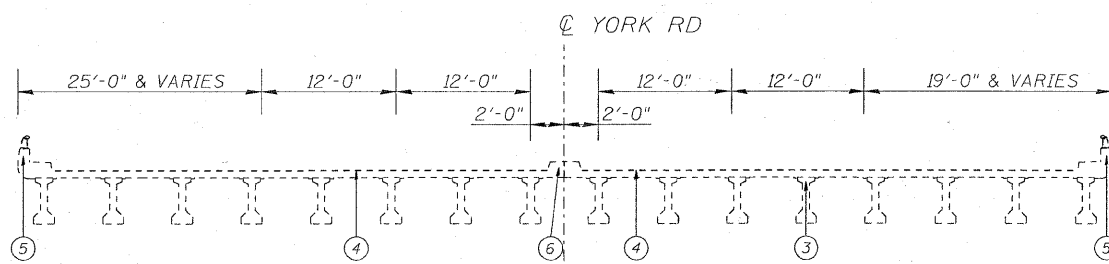 ℄ YORK RD
25'-0" & VARIES 12'-0" 12'-0" 12'-0" 12'-0" 19'-0" & VARIES
2'-0" 2'-0"
5 4 6 4 3 5